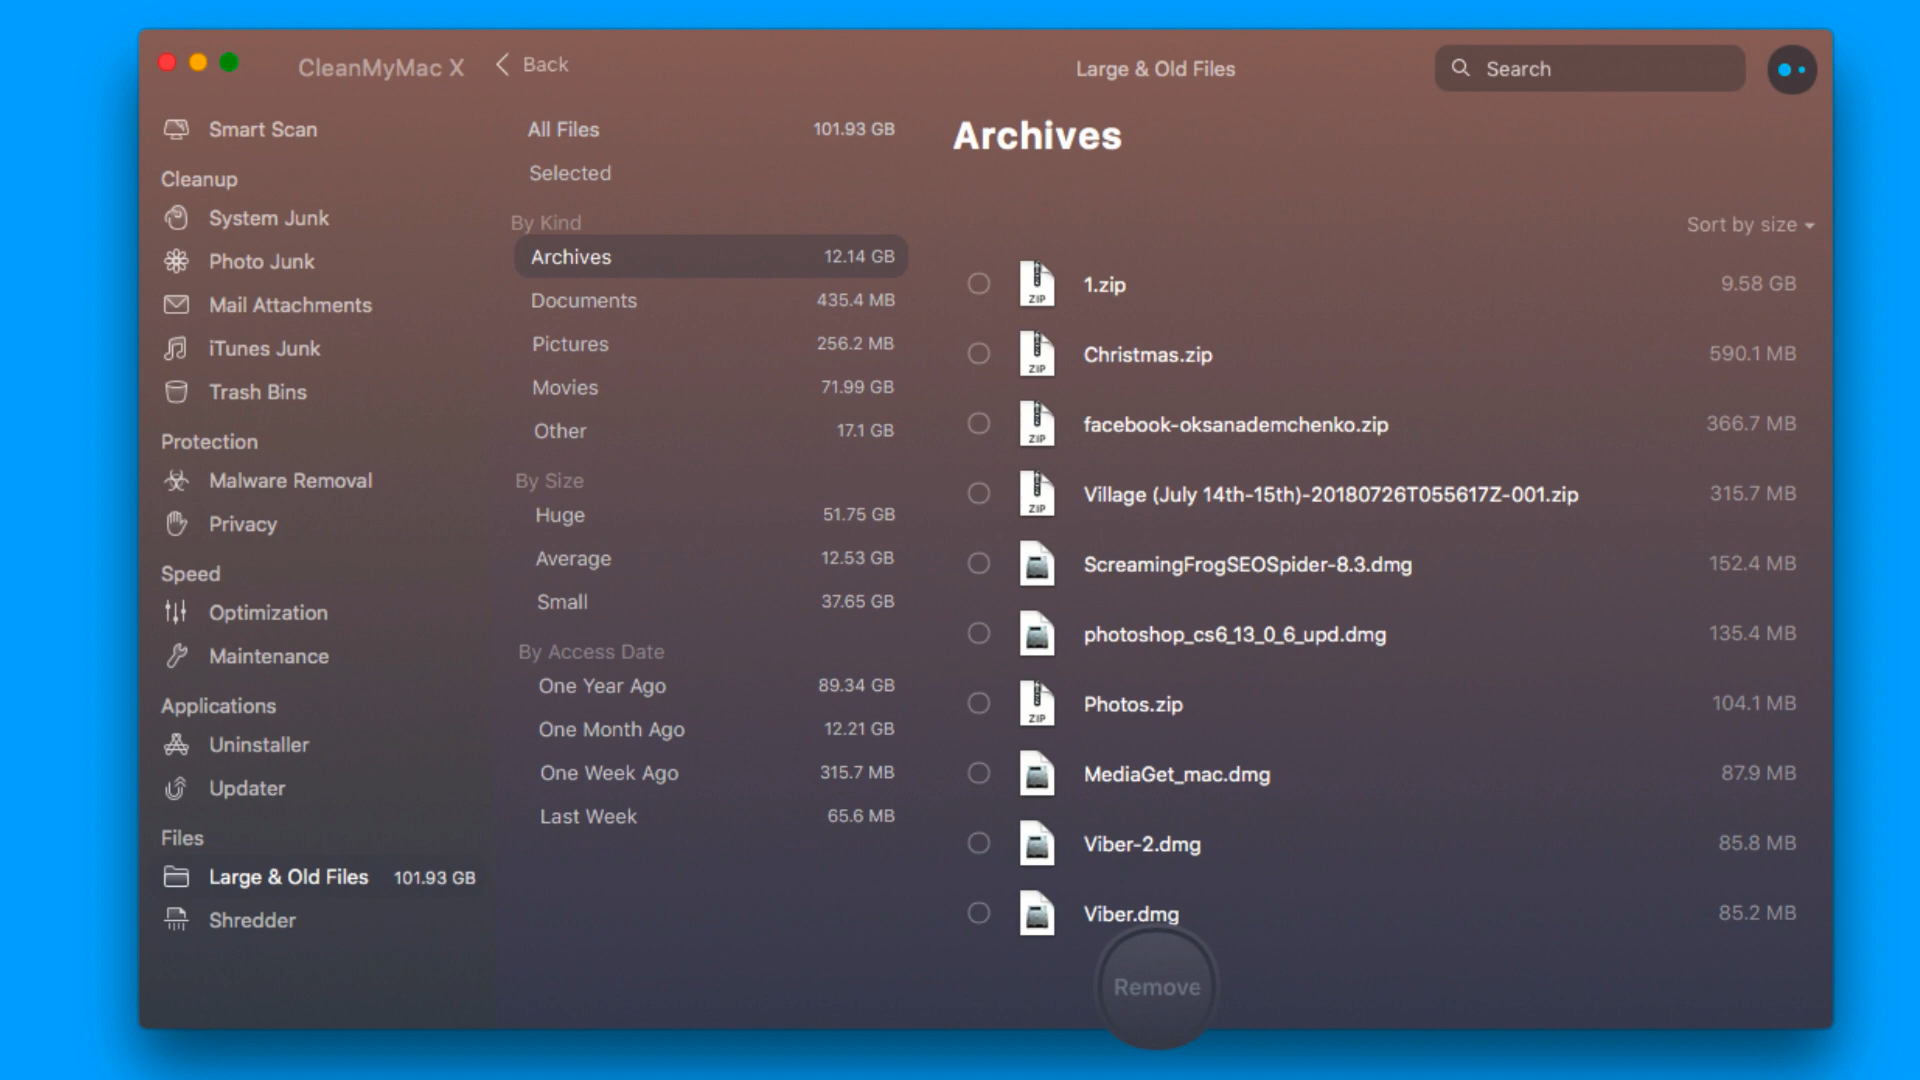 CleanMyMac X
Back
Large & Old Files
Search
Smart Scan
Cleanup
System Junk
Photo Junk
Mail Attachments
iTunes Junk
Trash Bins
Protection
Malware Removal
Privacy
Speed
Optimization
Maintenance
Applications
Uninstaller
Updater
Files
Large & Old Files 101.93 GB
Shredder
All Files 101.93 GB
Selected
By Kind
Archives 12.14 GB
Documents 435.4 MB
Pictures 256.2 MB
Movies 71.99 GB
Other 17.1 GB
By Size
Huge 51.75 GB
Average 12.53 GB
Small 37.65 GB
By Access Date
One Year Ago 89.34 GB
One Month Ago 12.21 GB
One Week Ago 315.7 MB
Last Week 65.6 MB
Archives
Sort by size
ZIP 1.zip 9.58 GB
ZIP Christmas.zip 590.1 MB
ZIP facebook-oksanademchenko.zip 366.7 MB
ZIP Village (July 14th-15th)-20180726T055617Z-001.zip 315.7 MB
ScreamingFrogSEOSpider-8.3.dmg 152.4 MB
photoshop_cs6_13_0_6_upd.dmg 135.4 MB
ZIP Photos.zip 104.1 MB
MediaGet_mac.dmg 87.9 MB
Viber-2.dmg 85.8 MB
Viber.dmg 85.2 MB
Remove